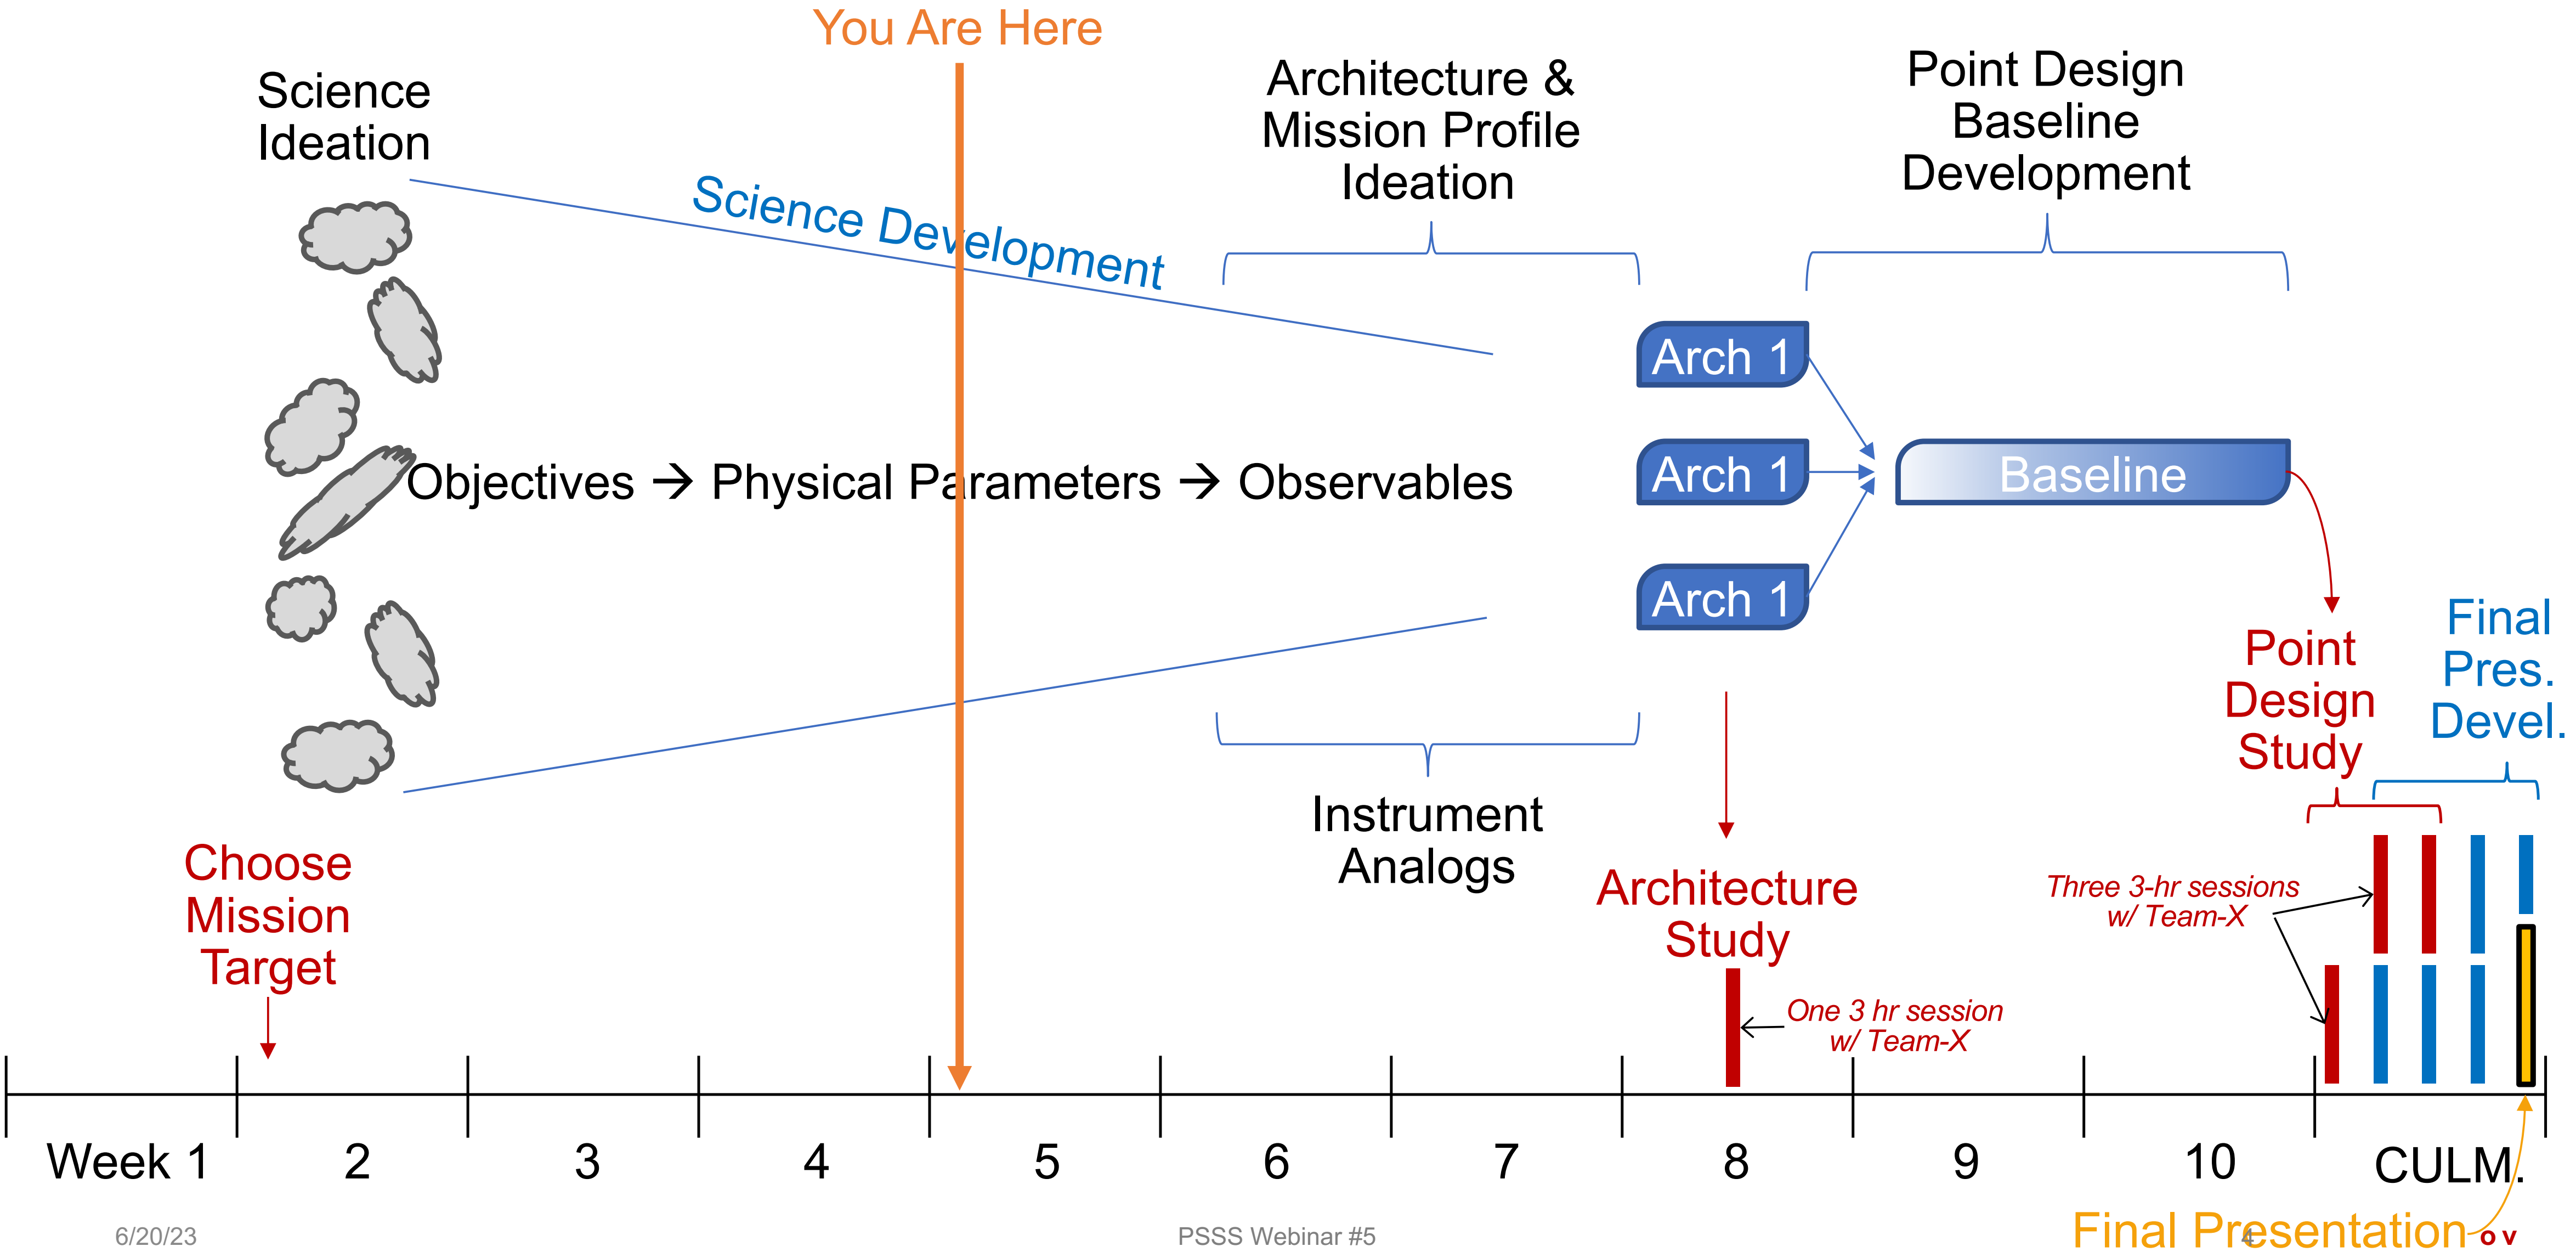 You Are Here
Science
Ideation
Architecture &
Mission Profile
Ideation
Point Design
Baseline
Development
Science Development
Arch 1
Objectives → Physical Parameters → Observables
Arch 1
Baseline
Arch 1
Instrument
Analogs
Point
Design
Study
Final
Pres.
Devel.
Choose
Mission
Target
Architecture
Study
One 3 hr session
w/ Team-X
Three 3-hr sessions
w/ Team-X
Week 1
2
3
4
5
6
7
8
9
10
CULM.
Final Presentation
6/20/23
PSSS Webinar #5
4
o v